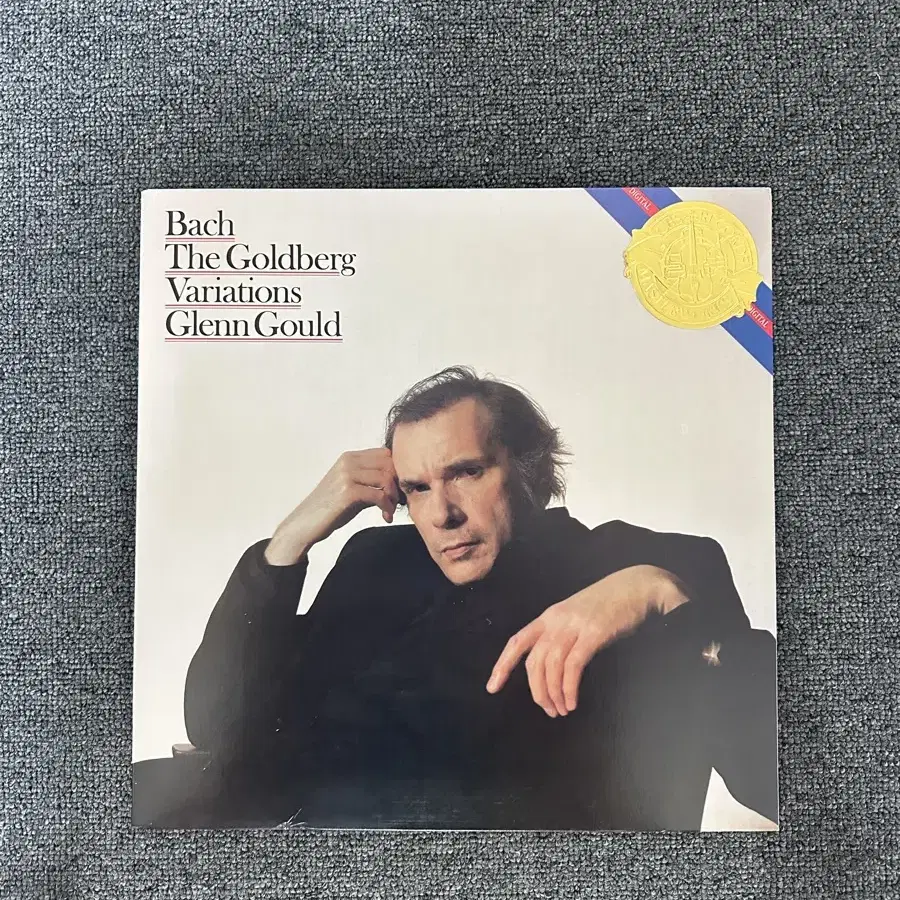 Bach
The Goldberg
Variations
Glenn Gould
DIGITAL
DIGITAL